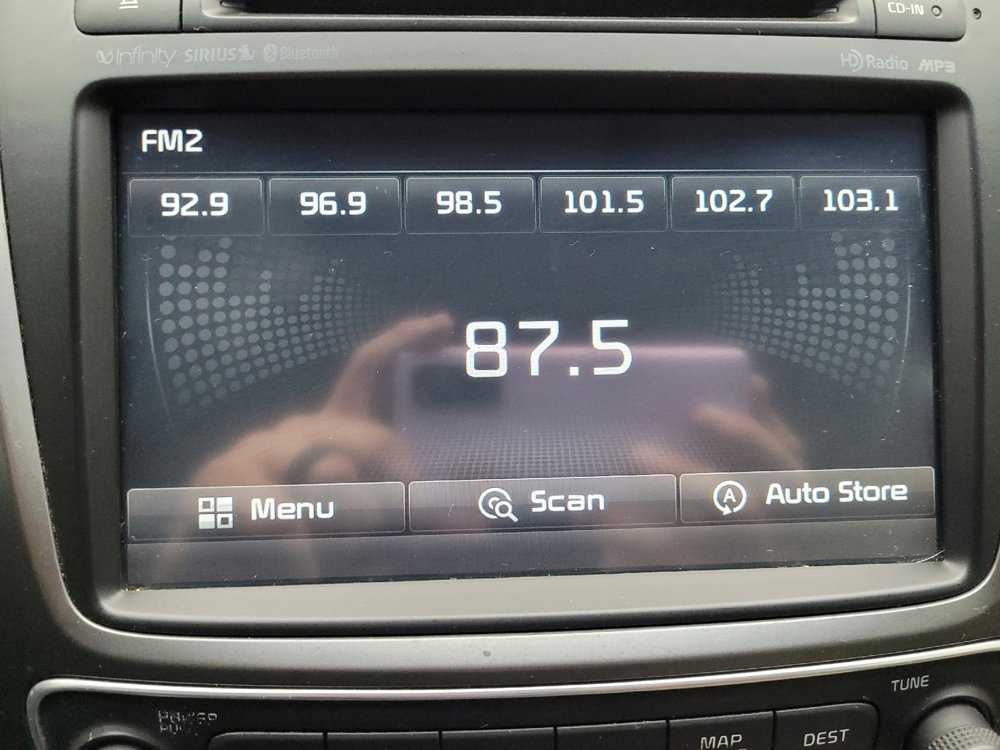 CD-IN
Infinity SIRIUS Bluetooth HD Radio MP3
FM2
92.9 96.9 98.5 101.5 102.7 103.1
87.5
Menu Scan A Auto Store
TUNE
POWER
MAP DEST